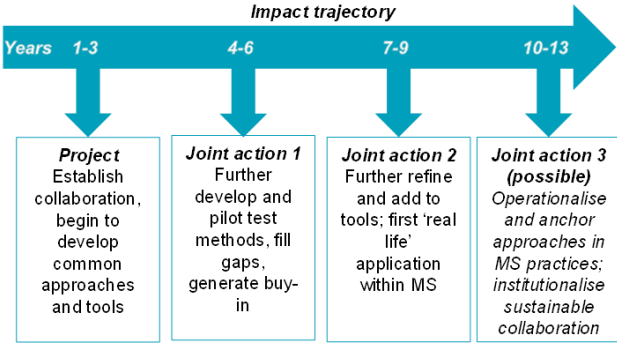 Impact trajectory
Years 1-3 4-6 7-9 10-13
Project
Establish
collaboration,
begin to
develop
common
approaches
and tools
Joint action 1
Further
develop and
pilot test
methods, fill
gaps,
generate buy-
in
Joint action 2
Further refine
and add to
tools; first ‘real
life’
application
within MS
Joint action 3
(possible)
Operationalise
and anchor
approaches in
MS practices;
institutionalise
sustainable
collaboration